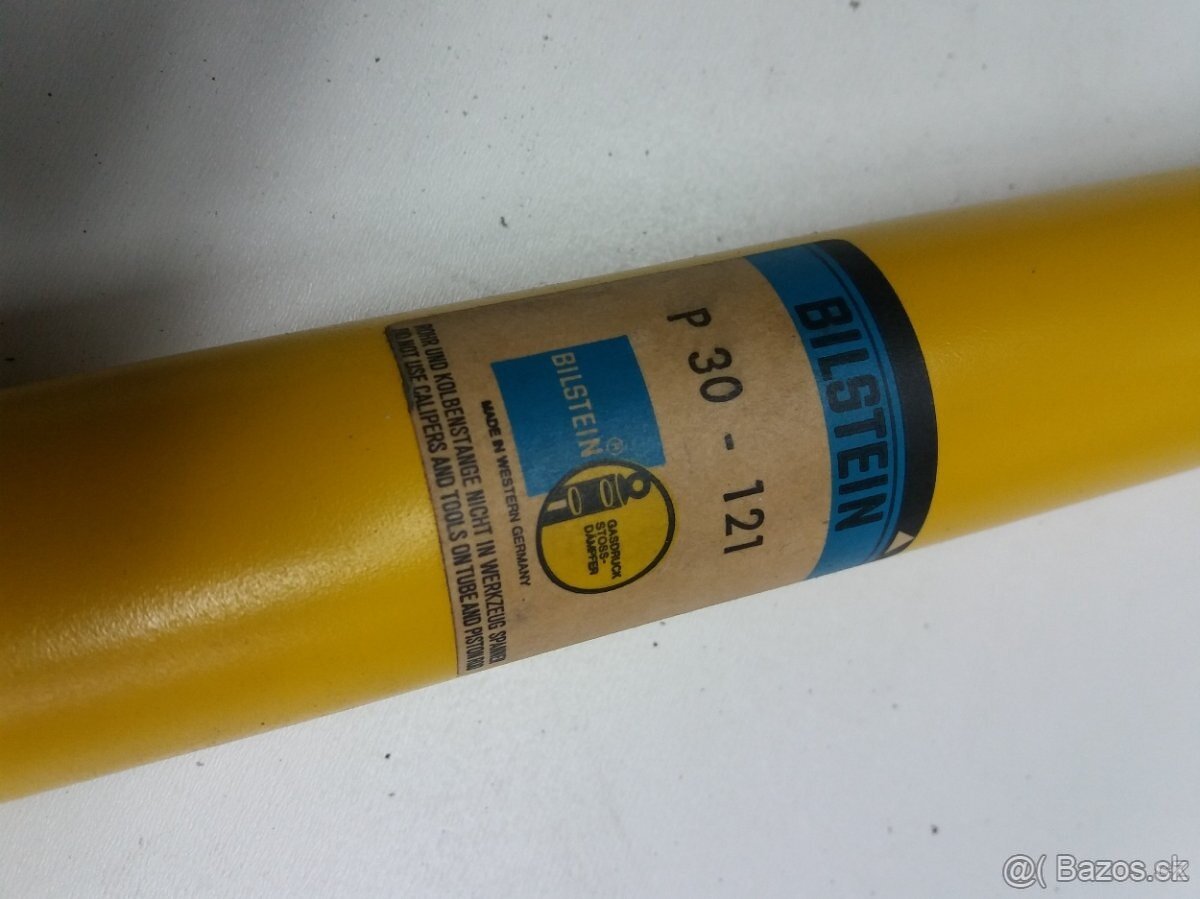 BILSTEIN
P 30 - 121
BILSTEIN®
GASDRUCK
STOSS-
DÄMPFER
MADE IN WESTERN GERMANY
ROHR UND KOLBENSTANGE NICHT IN WERKZEUG SPANNEN
DO NOT USE CALIPERS AND TOOLS ON TUBE AND PISTON ROD
@( Bazos.sk